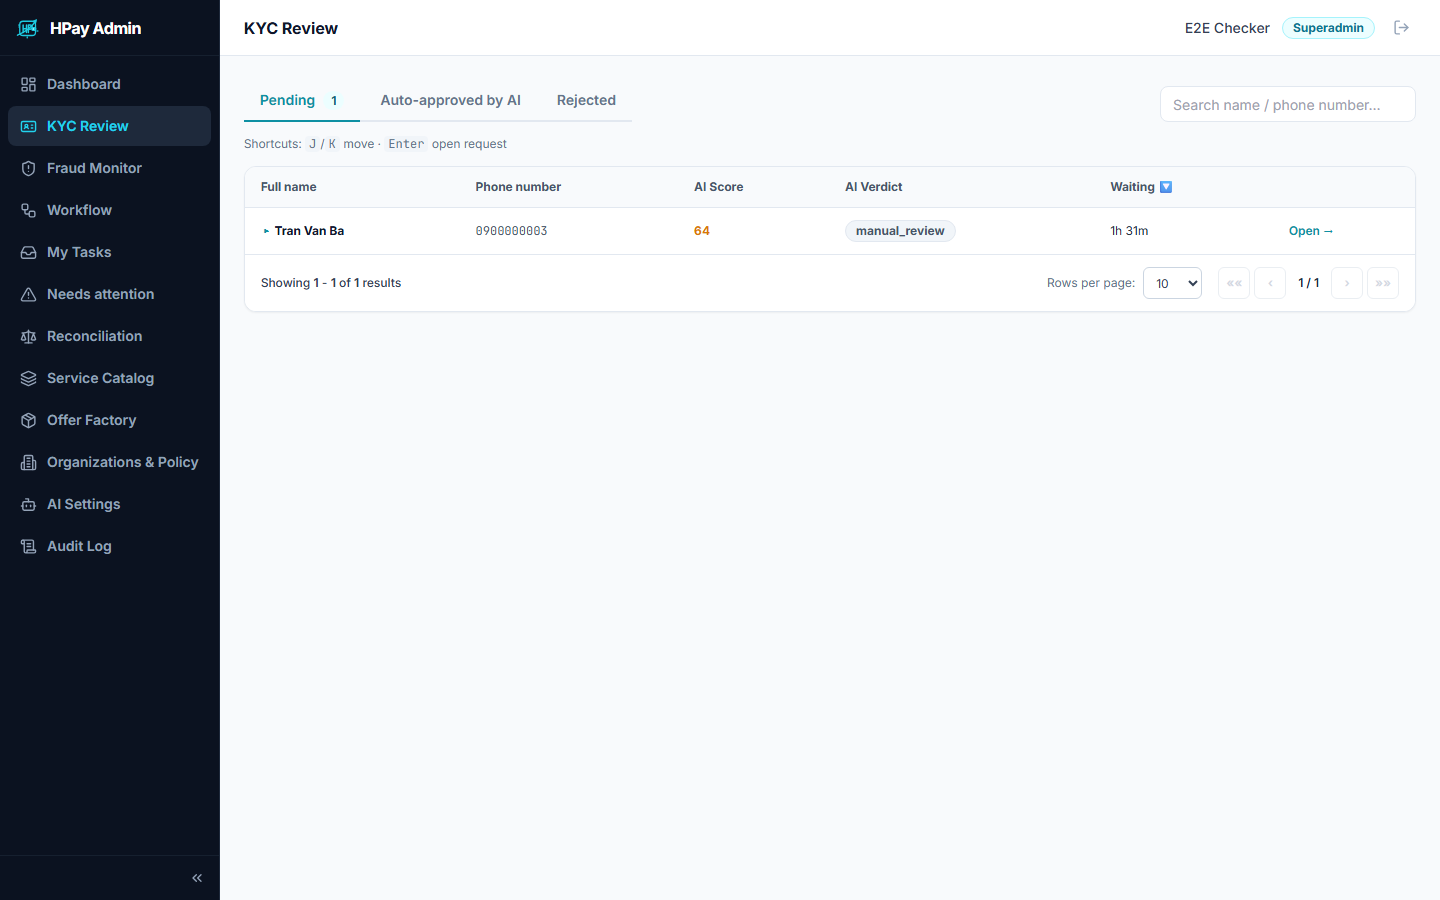 HPay Admin
KYC Review
E2E Checker
Superadmin
Dashboard
KYC Review
Fraud Monitor
Workflow
My Tasks
Needs attention
Reconciliation
Service Catalog
Offer Factory
Organizations & Policy
AI Settings
Audit Log
Pending 1 Auto-approved by AI Rejected
Search name / phone number...
Shortcuts: J / K move · Enter open request
Full name Phone number AI Score AI Verdict Waiting
Tran Van Ba 0900000003 64 manual_review 1h 31m Open →
Showing 1 - 1 of 1 results Rows per page: 10 «« ‹ 1 / 1 › »»